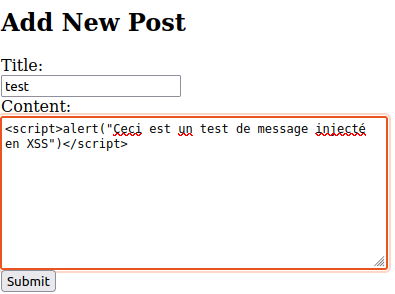 Add New Post
Title:
test
Content:
<script>alert("Ceci est un test de message injecté
en XSS")</script>
Submit